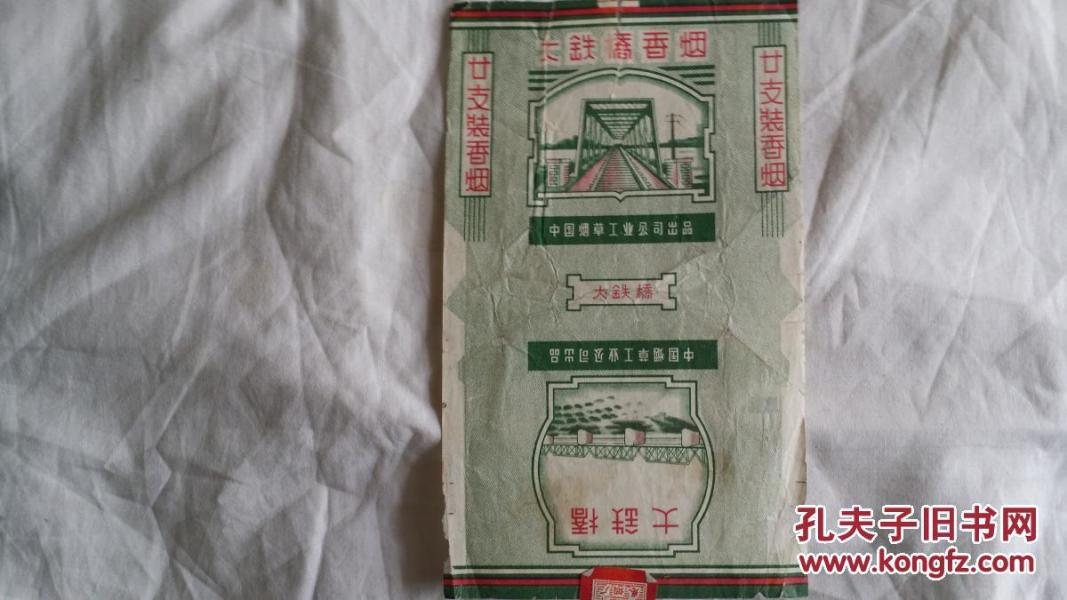 大鉄橋香烟
廿支装香烟
廿支装香烟
中国烟草工业公司出品
大鉄橋
中国烟草工业公司出品
大鉄橋
孔夫子旧书网
www.kongfz.com